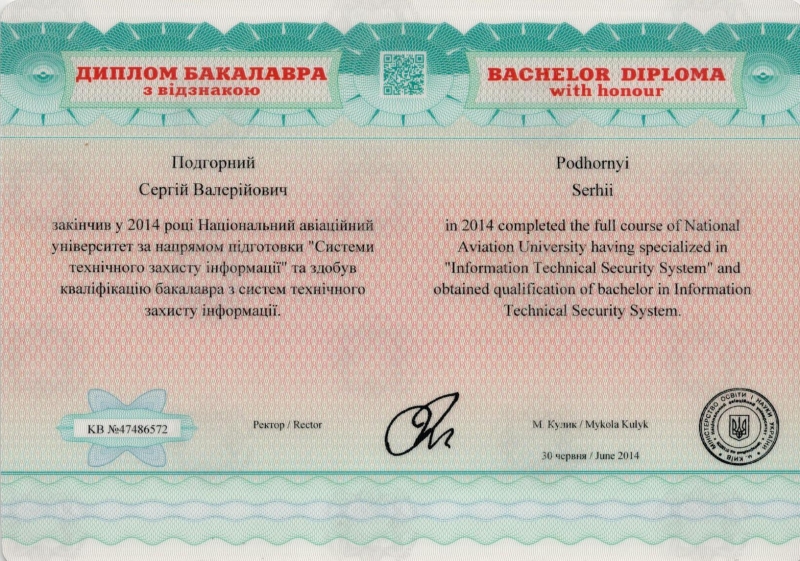 ДИПЛОМ БАКАЛАВРА
з відзнакою
Подгорний
Сергій Валерійович
закінчив у 2014 році Національний авіаційний
університет за напрямом підготовки "Системи
технічного захисту інформації" та здобув
кваліфікацію бакалавра з систем технічного
захисту інформації.
BACHELOR DIPLOMA
with honour
Podhornyi
Serhii
in 2014 completed the full course of National
Aviation University having specialized in
"Information Technical Security System" and
obtained qualification of bachelor in Information
Technical Security System.
КВ №47486572
Ректор / Rector
М. Кулик / Mykola Kulyk
30 червня / June 2014
МІНІСТЕРСТВО ОСВІТИ І НАУКИ УКРАЇНИ
м. КИЇВ